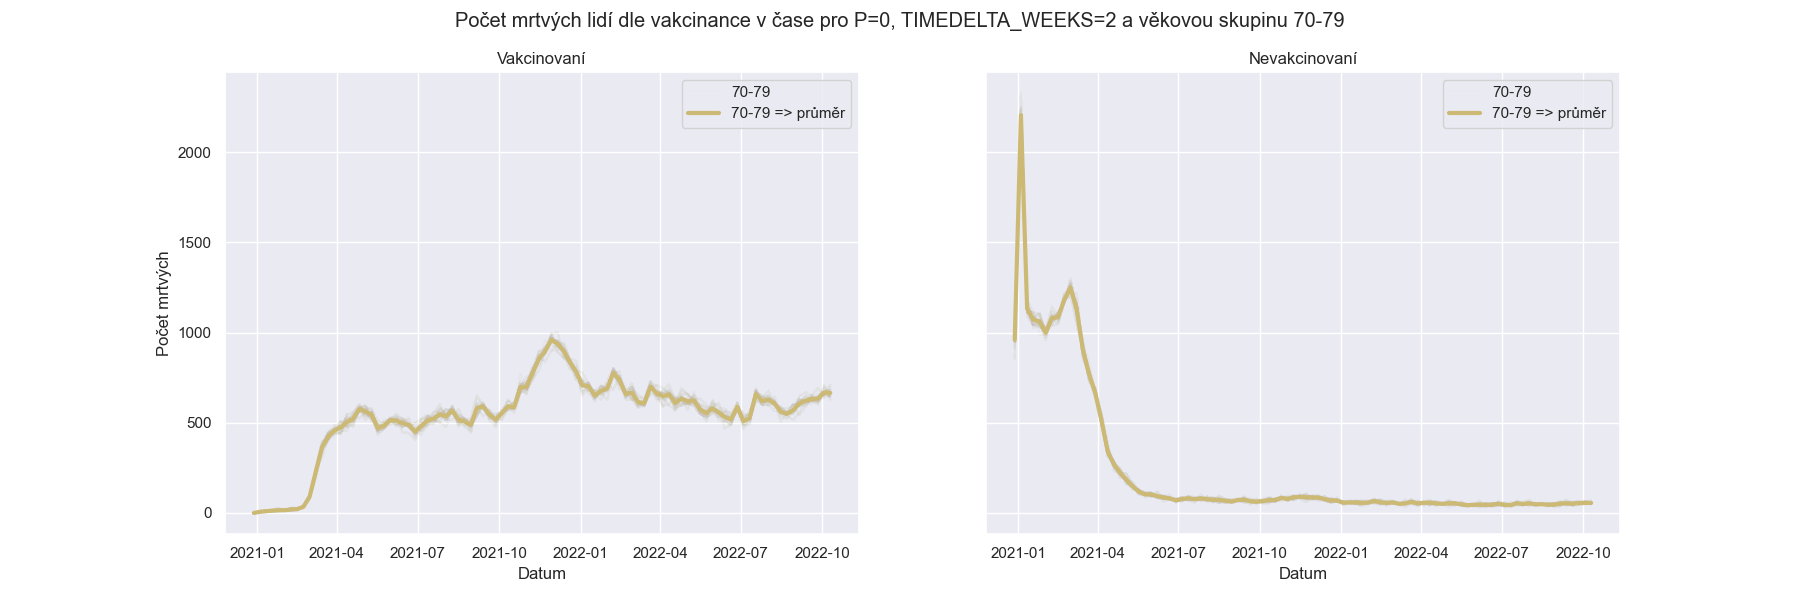 Počet mrtvých lidí dle vakcinance v čase pro P=0, TIMEDELTA_WEEKS=2 a věkovou skupinu 70-79
Vakcinovaní
70-79
70-79 => průměr
2000
1500
1000
500
0
Počet mrtvých
2021-01 2021-04 2021-07 2021-10 2022-01 2022-04 2022-07 2022-10
Datum
Nevakcinovaní
70-79
70-79 => průměr
2021-01 2021-04 2021-07 2021-10 2022-01 2022-04 2022-07 2022-10
Datum